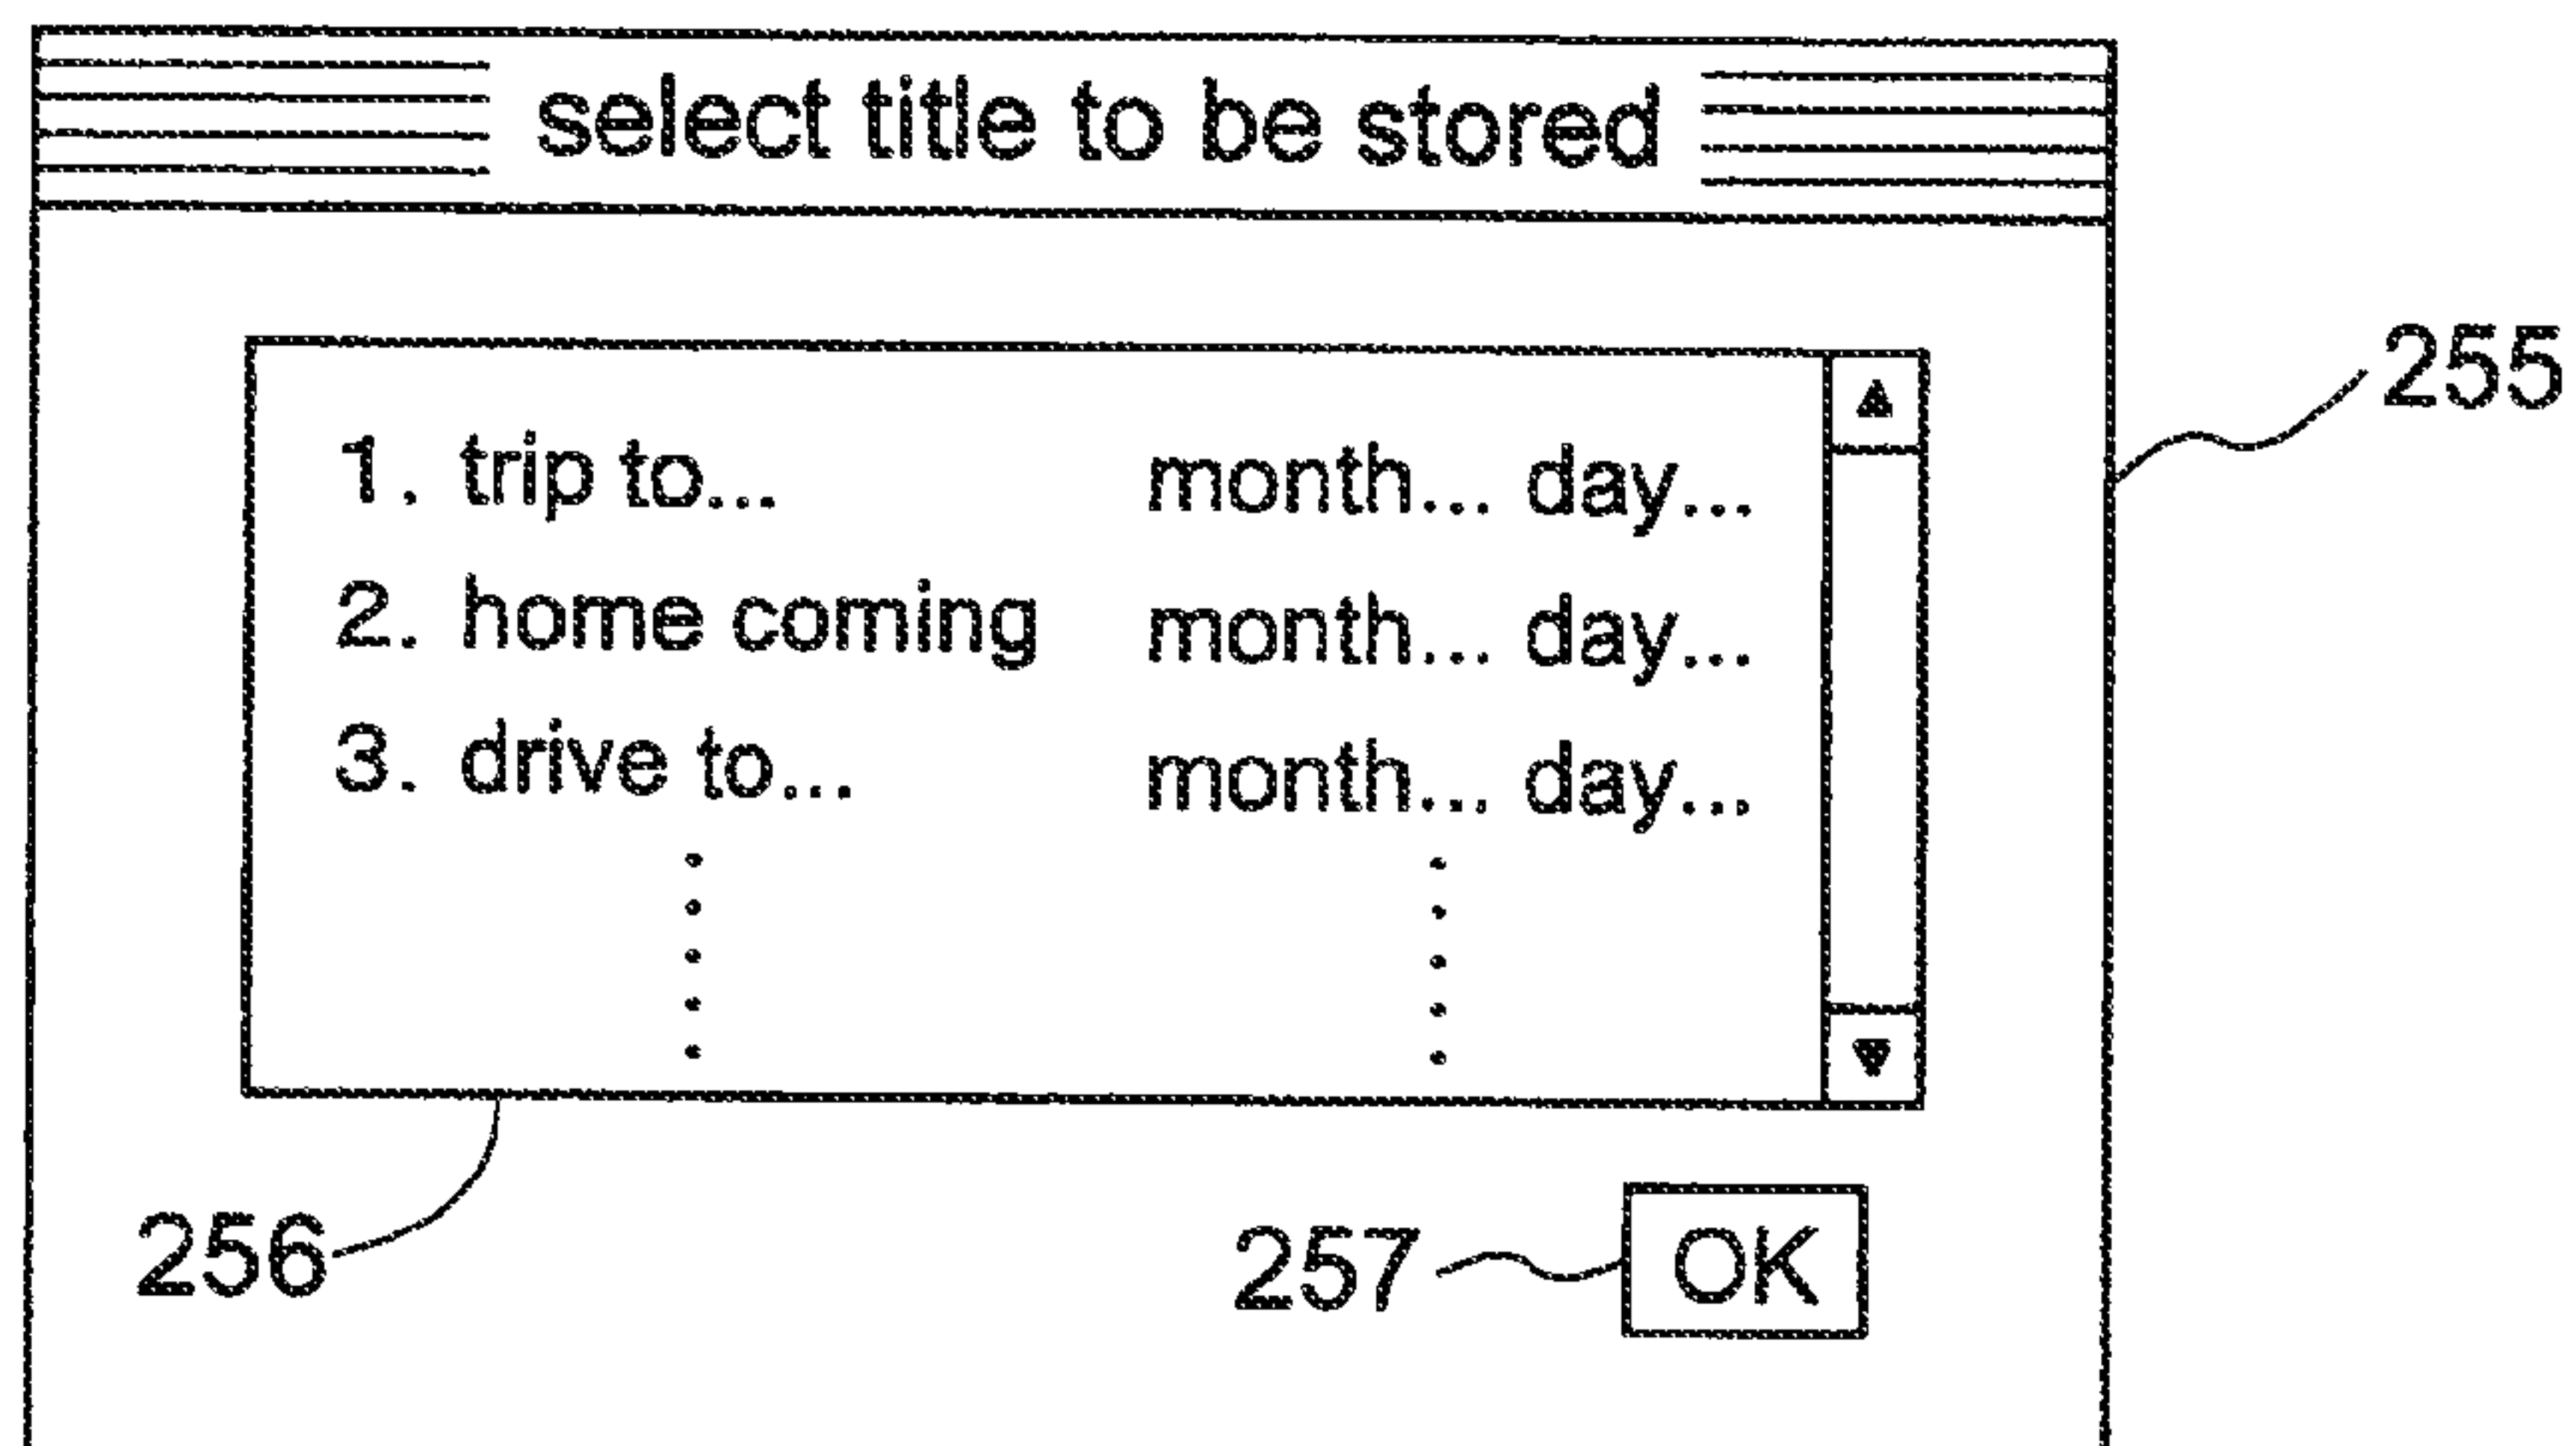 select title to be stored
255
1. trip to... month... day...
2. home coming month... day...
3. drive to... month... day...
256
257 OK